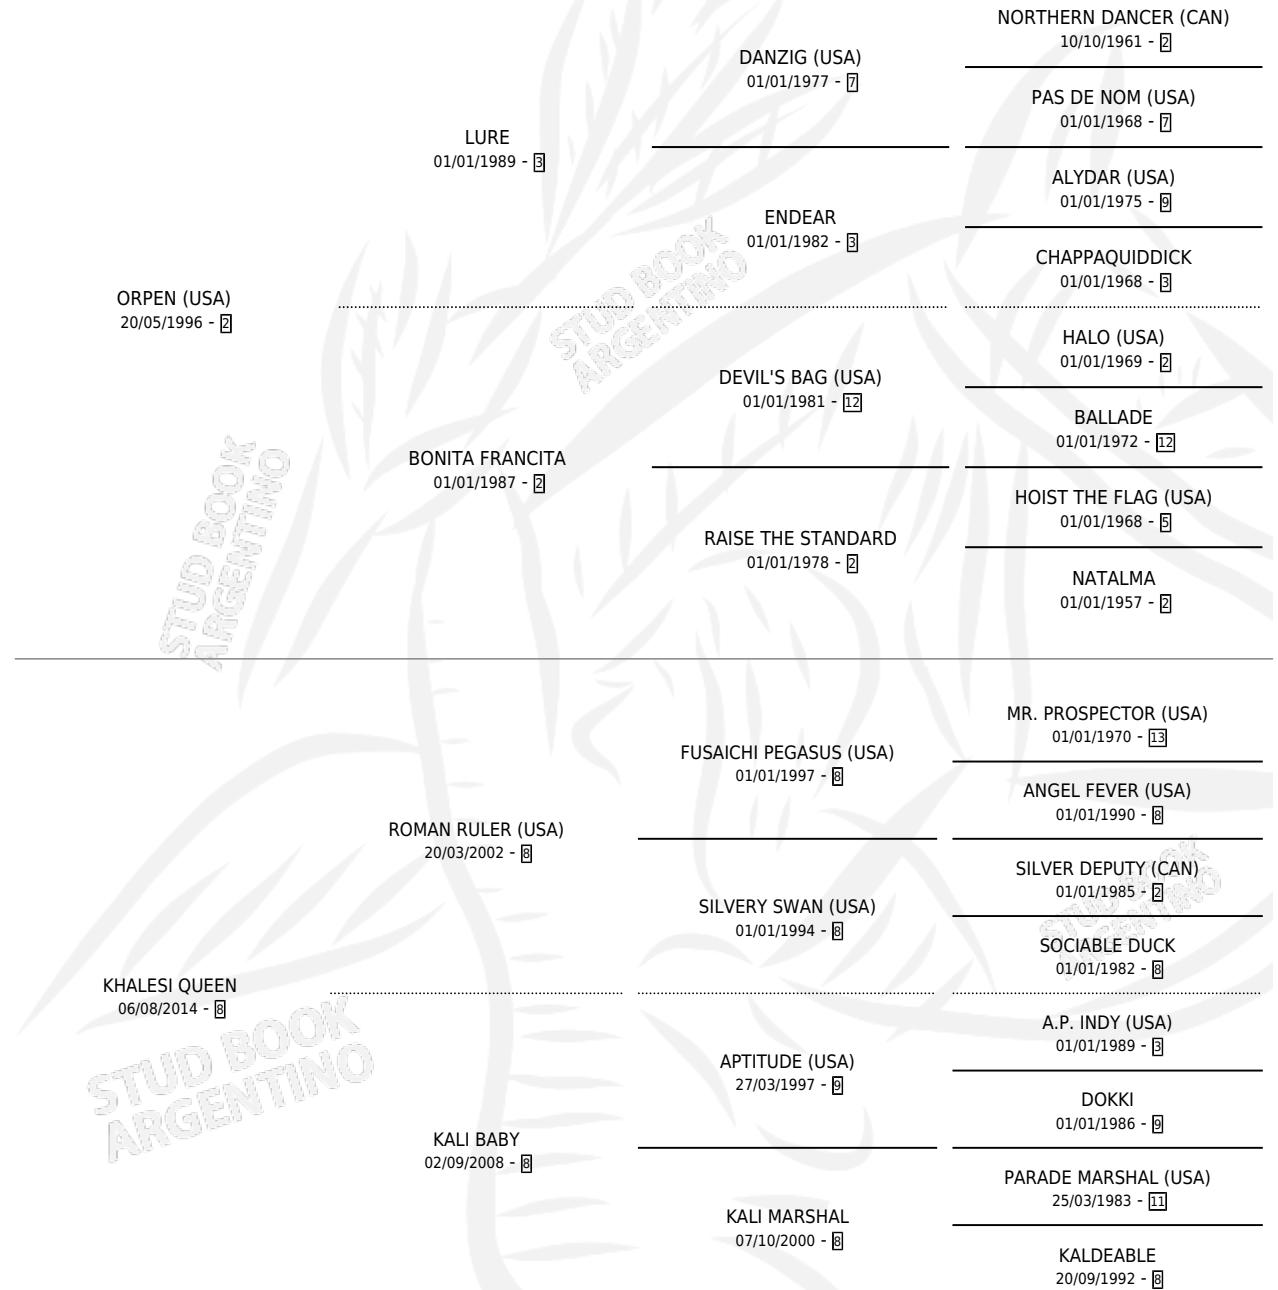 NORTHERN DANCER (CAN)
10/10/1961 - 2
DANZIG (USA)
01/01/1977 - 7
PAS DE NOM (USA)
01/01/1968 - 7
LURE
01/01/1989 - 3
ALYDAR (USA)
01/01/1975 - 9
ENDEAR
01/01/1982 - 3
CHAPPAQUIDDICK
01/01/1968 - 3
ORPEN (USA)
20/05/1996 - 2
HALO (USA)
01/01/1969 - 2
DEVIL'S BAG (USA)
01/01/1981 - 12
BALLADE
01/01/1972 - 12
BONITA FRANCITA
01/01/1987 - 2
HOIST THE FLAG (USA)
01/01/1968 - 5
RAISE THE STANDARD
01/01/1978 - 2
NATALMA
01/01/1957 - 2
MR. PROSPECTOR (USA)
01/01/1970 - 13
FUSAICHI PEGASUS (USA)
01/01/1997 - 8
ANGEL FEVER (USA)
01/01/1990 - 8
ROMAN RULER (USA)
20/03/2002 - 8
SILVER DEPUTY (CAN)
01/01/1985 - 2
SILVERY SWAN (USA)
01/01/1994 - 8
SOCIABLE DUCK
01/01/1982 - 8
KHALESI QUEEN
06/08/2014 - 8
A.P. INDY (USA)
01/01/1989 - 3
APTITUDE (USA)
27/03/1997 - 9
DOKKI
01/01/1986 - 9
KALI BABY
02/09/2008 - 8
PARADE MARSHAL (USA)
25/03/1983 - 11
KALI MARSHAL
07/10/2000 - 8
KALDEABLE
20/09/1992 - 8
STUD BOOK
ARGENTINO
STUD BOOK
ARGENTINO
STUD BOOK
ARGENTINO
STUD BOOK
ARGENTINO